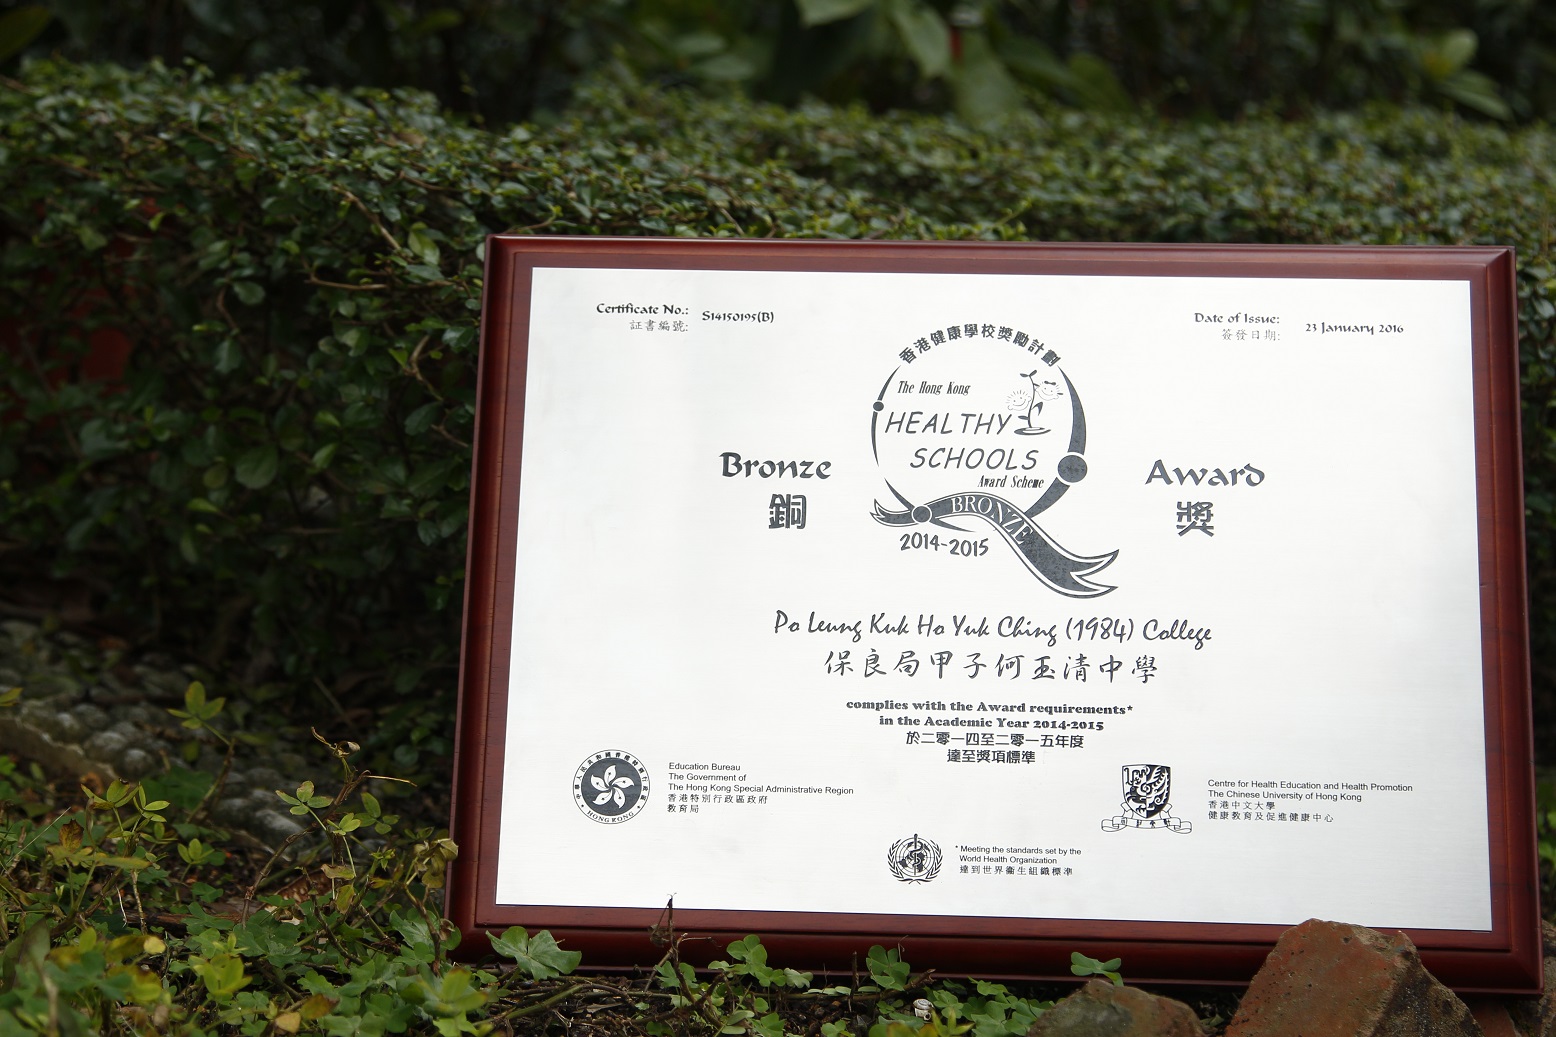 Certificate No.: S14150195(B)
証書編號:
Date of Issue: 23 January 2016
簽發日期:
香港健康學校獎勵計劃
The Hong Kong
HEALTHY
SCHOOLS
Award Scheme
BRONZE
2014-2015
Bronze
銅
Award
獎
Po Leung Kuk Ho Yuk Ching (1984) College
保良局甲子何玉清中學
complies with the Award requirements*
in the Academic Year 2014-2015
於二零一四至二零一五年度
達至獎項標準
HONG KONG
Education Bureau
The Government of
The Hong Kong Special Administrative Region
香港特別行政區政府
教育局
Centre for Health Education and Health Promotion
The Chinese University of Hong Kong
香港中文大學
健康教育及促進健康中心
* Meeting the standards set by the
World Health Organization
達到世界衞生組織標準